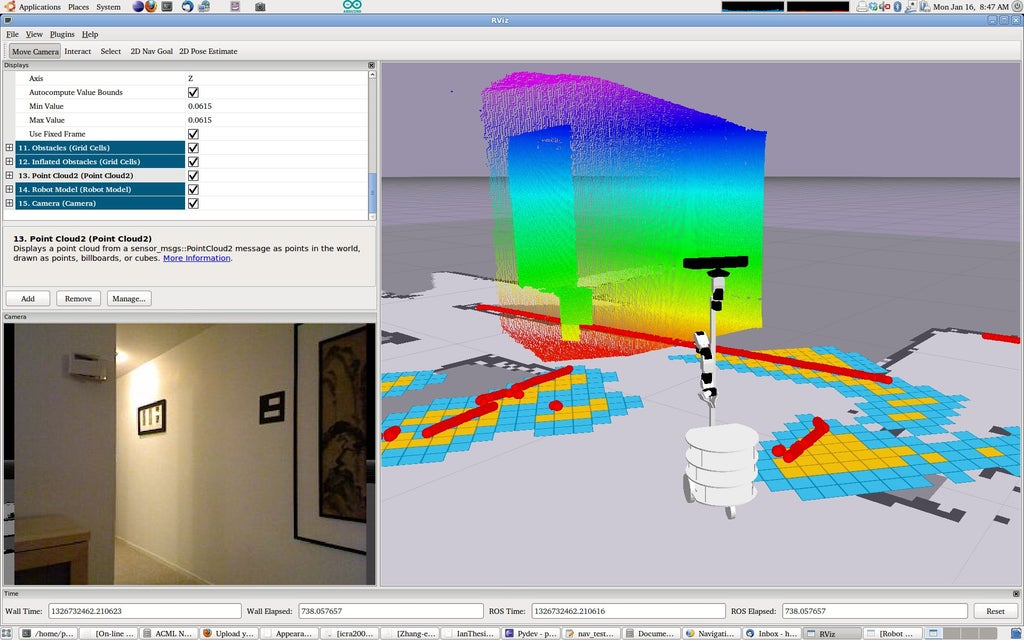 Applications Places System
Mon Jan 16, 8:47 AM
RViz
File View Plugins Help
Move Camera Interact Select 2D Nav Goal 2D Pose Estimate
Displays
Axis Z
Autocompute Value Bounds
Min Value 0.0615
Max Value 0.0615
Use Fixed Frame
11. Obstacles (Grid Cells)
12. Inflated Obstacles (Grid Cells)
13. Point Cloud2 (Point Cloud2)
14. Robot Model (Robot Model)
15. Camera (Camera)
13. Point Cloud2 (Point Cloud2)
Displays a point cloud from a sensor_msgs::PointCloud2 message as points in the world,
drawn as points, billboards, or cubes. More Information.
Add Remove Manage...
Camera
Time
Wall Time: 1326732462.210623 Wall Elapsed: 738.057657 ROS Time: 1326732462.210616 ROS Elapsed: 738.057657 Reset
/home/p... [On-line ... ACML N... Upload y... Appeara... [icra200... [Zhang-e... IanThesi... Pydev - p... nav_test... Docume... Navigati... Inbox - h... RViz [Robot ...